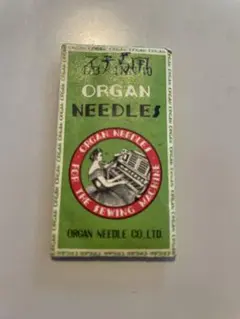 ORGAN
NEEDLES
ORGAN NEEDLES
FOR THE SEWING MACHINE
ORGAN NEEDLE CO.,LTD.